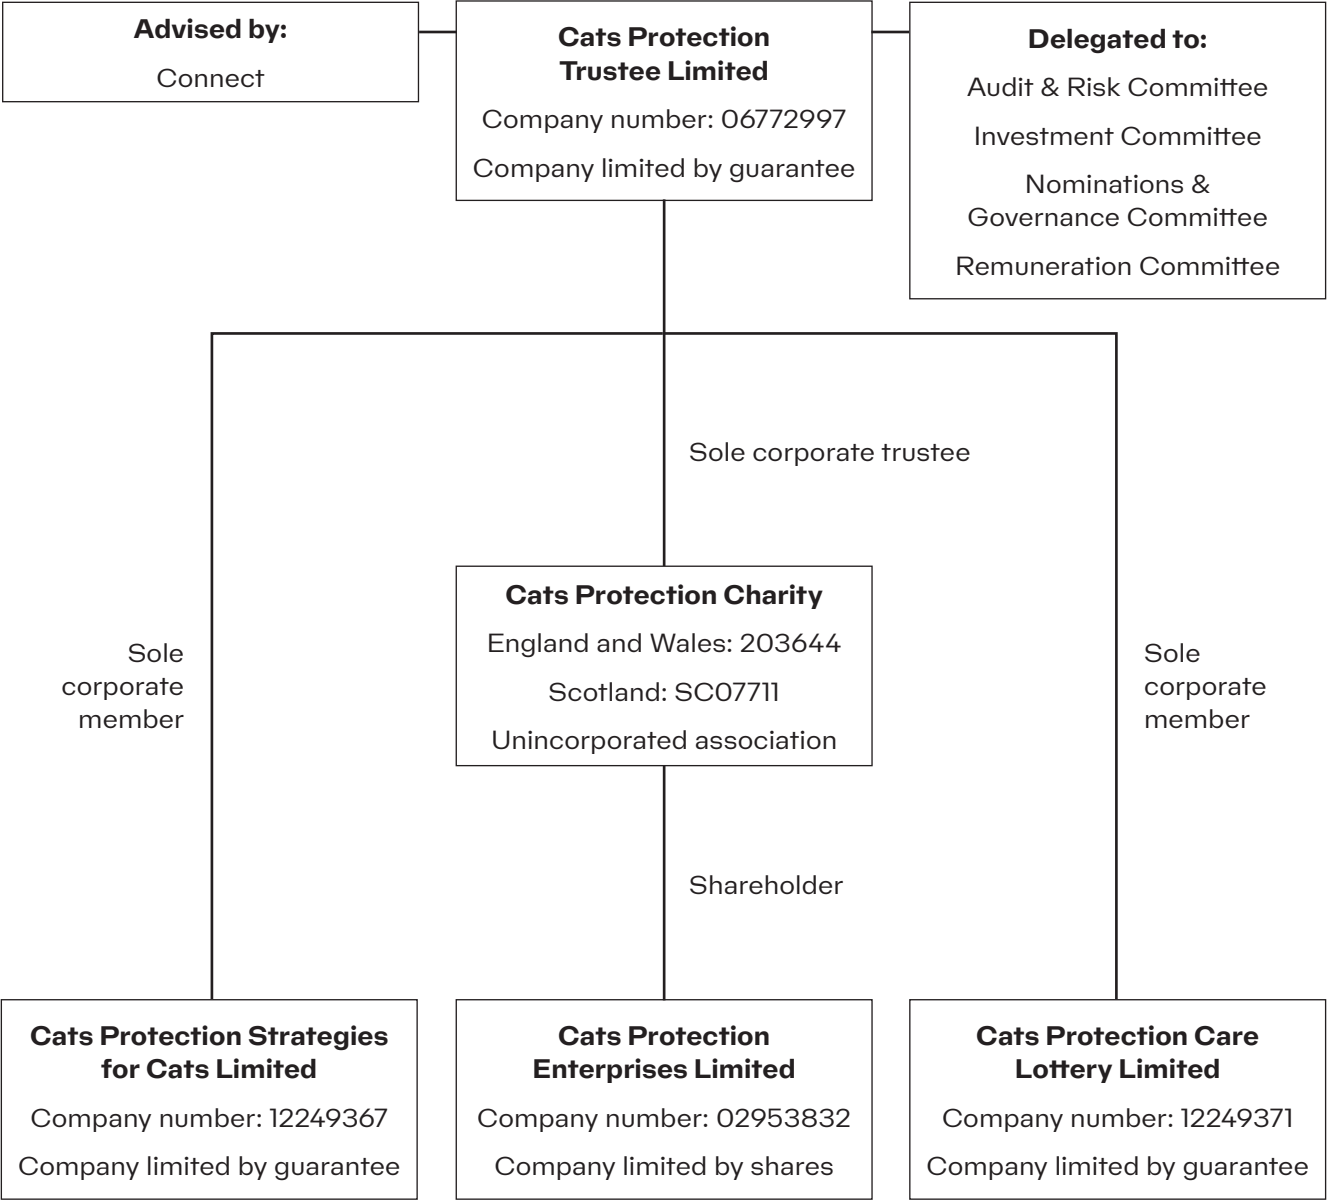 Advised by:
Connect
Cats Protection
Trustee Limited
Company number: 06772997
Company limited by guarantee
Delegated to:
Audit & Risk Committee
Investment Committee
Nominations &
Governance Committee
Remuneration Committee
Sole corporate trustee
Cats Protection Charity
England and Wales: 203644
Scotland: SC07711
Unincorporated association
Sole
corporate
member
Sole
corporate
member
Shareholder
Cats Protection Strategies
for Cats Limited
Company number: 12249367
Company limited by guarantee
Cats Protection
Enterprises Limited
Company number: 02953832
Company limited by shares
Cats Protection Care
Lottery Limited
Company number: 12249371
Company limited by guarantee